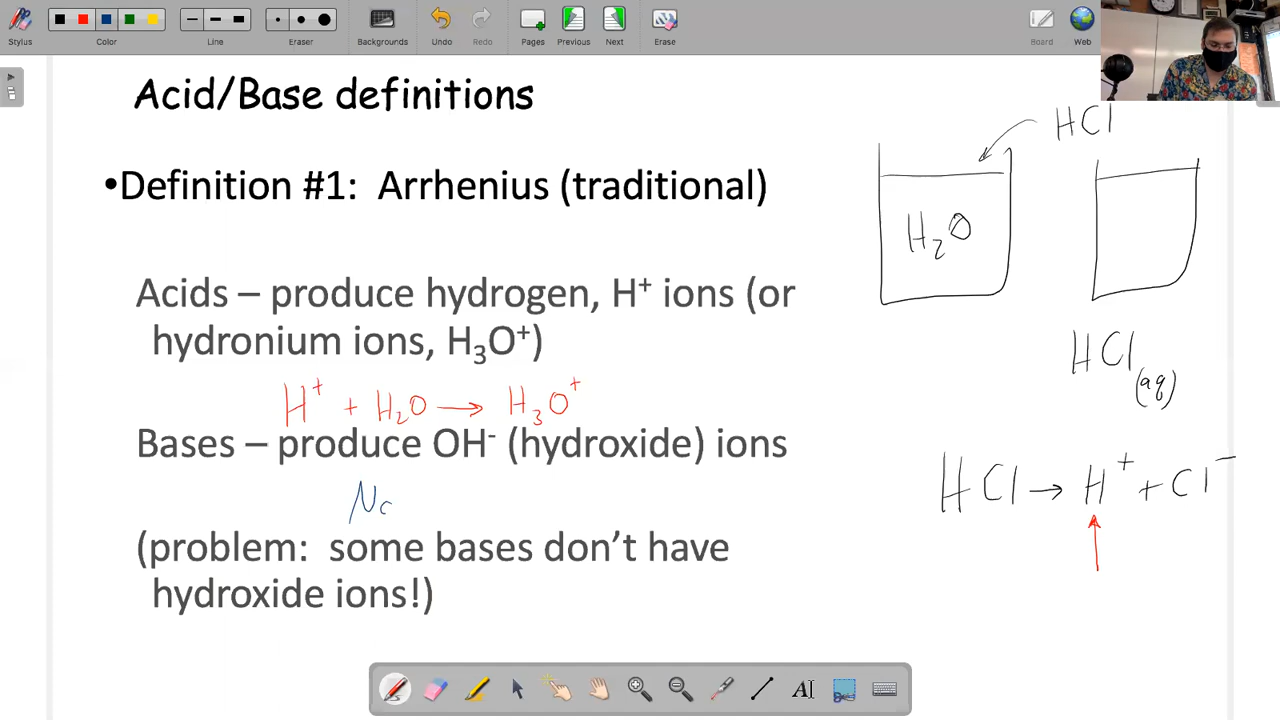 Stylus
Color
Line
Eraser
Backgrounds
Undo
Redo
Pages
Previous
Next
Erase
Board
Web
Acid/Base definitions
•Definition #1: Arrhenius (traditional)
Acids – produce hydrogen, H⁺ ions (or
hydronium ions, H₃O⁺)
H⁺ + H₂O → H₃O⁺
Bases – produce OH⁻ (hydroxide) ions
(problem: some bases don’t have
hydroxide ions!)
HCl
H₂O
HCl(aq)
HCl → H⁺ + Cl⁻
A